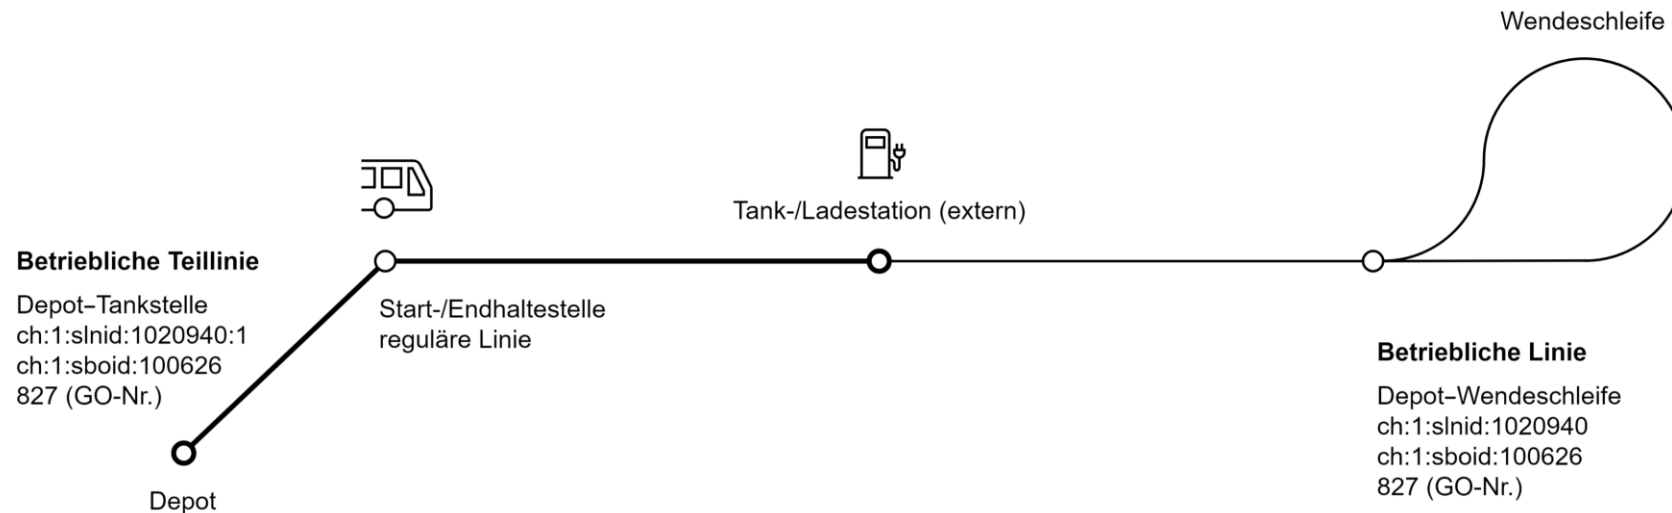 Wendeschleife
Tank-/Ladestation (extern)
Betriebliche Teillinie
Depot–Tankstelle
ch:1:slnid:1020940:1
ch:1:sboid:100626
827 (GO-Nr.)
Start-/Endhaltestelle
reguläre Linie
Depot
Betriebliche Linie
Depot–Wendeschleife
ch:1:slnid:1020940
ch:1:sboid:100626
827 (GO-Nr.)